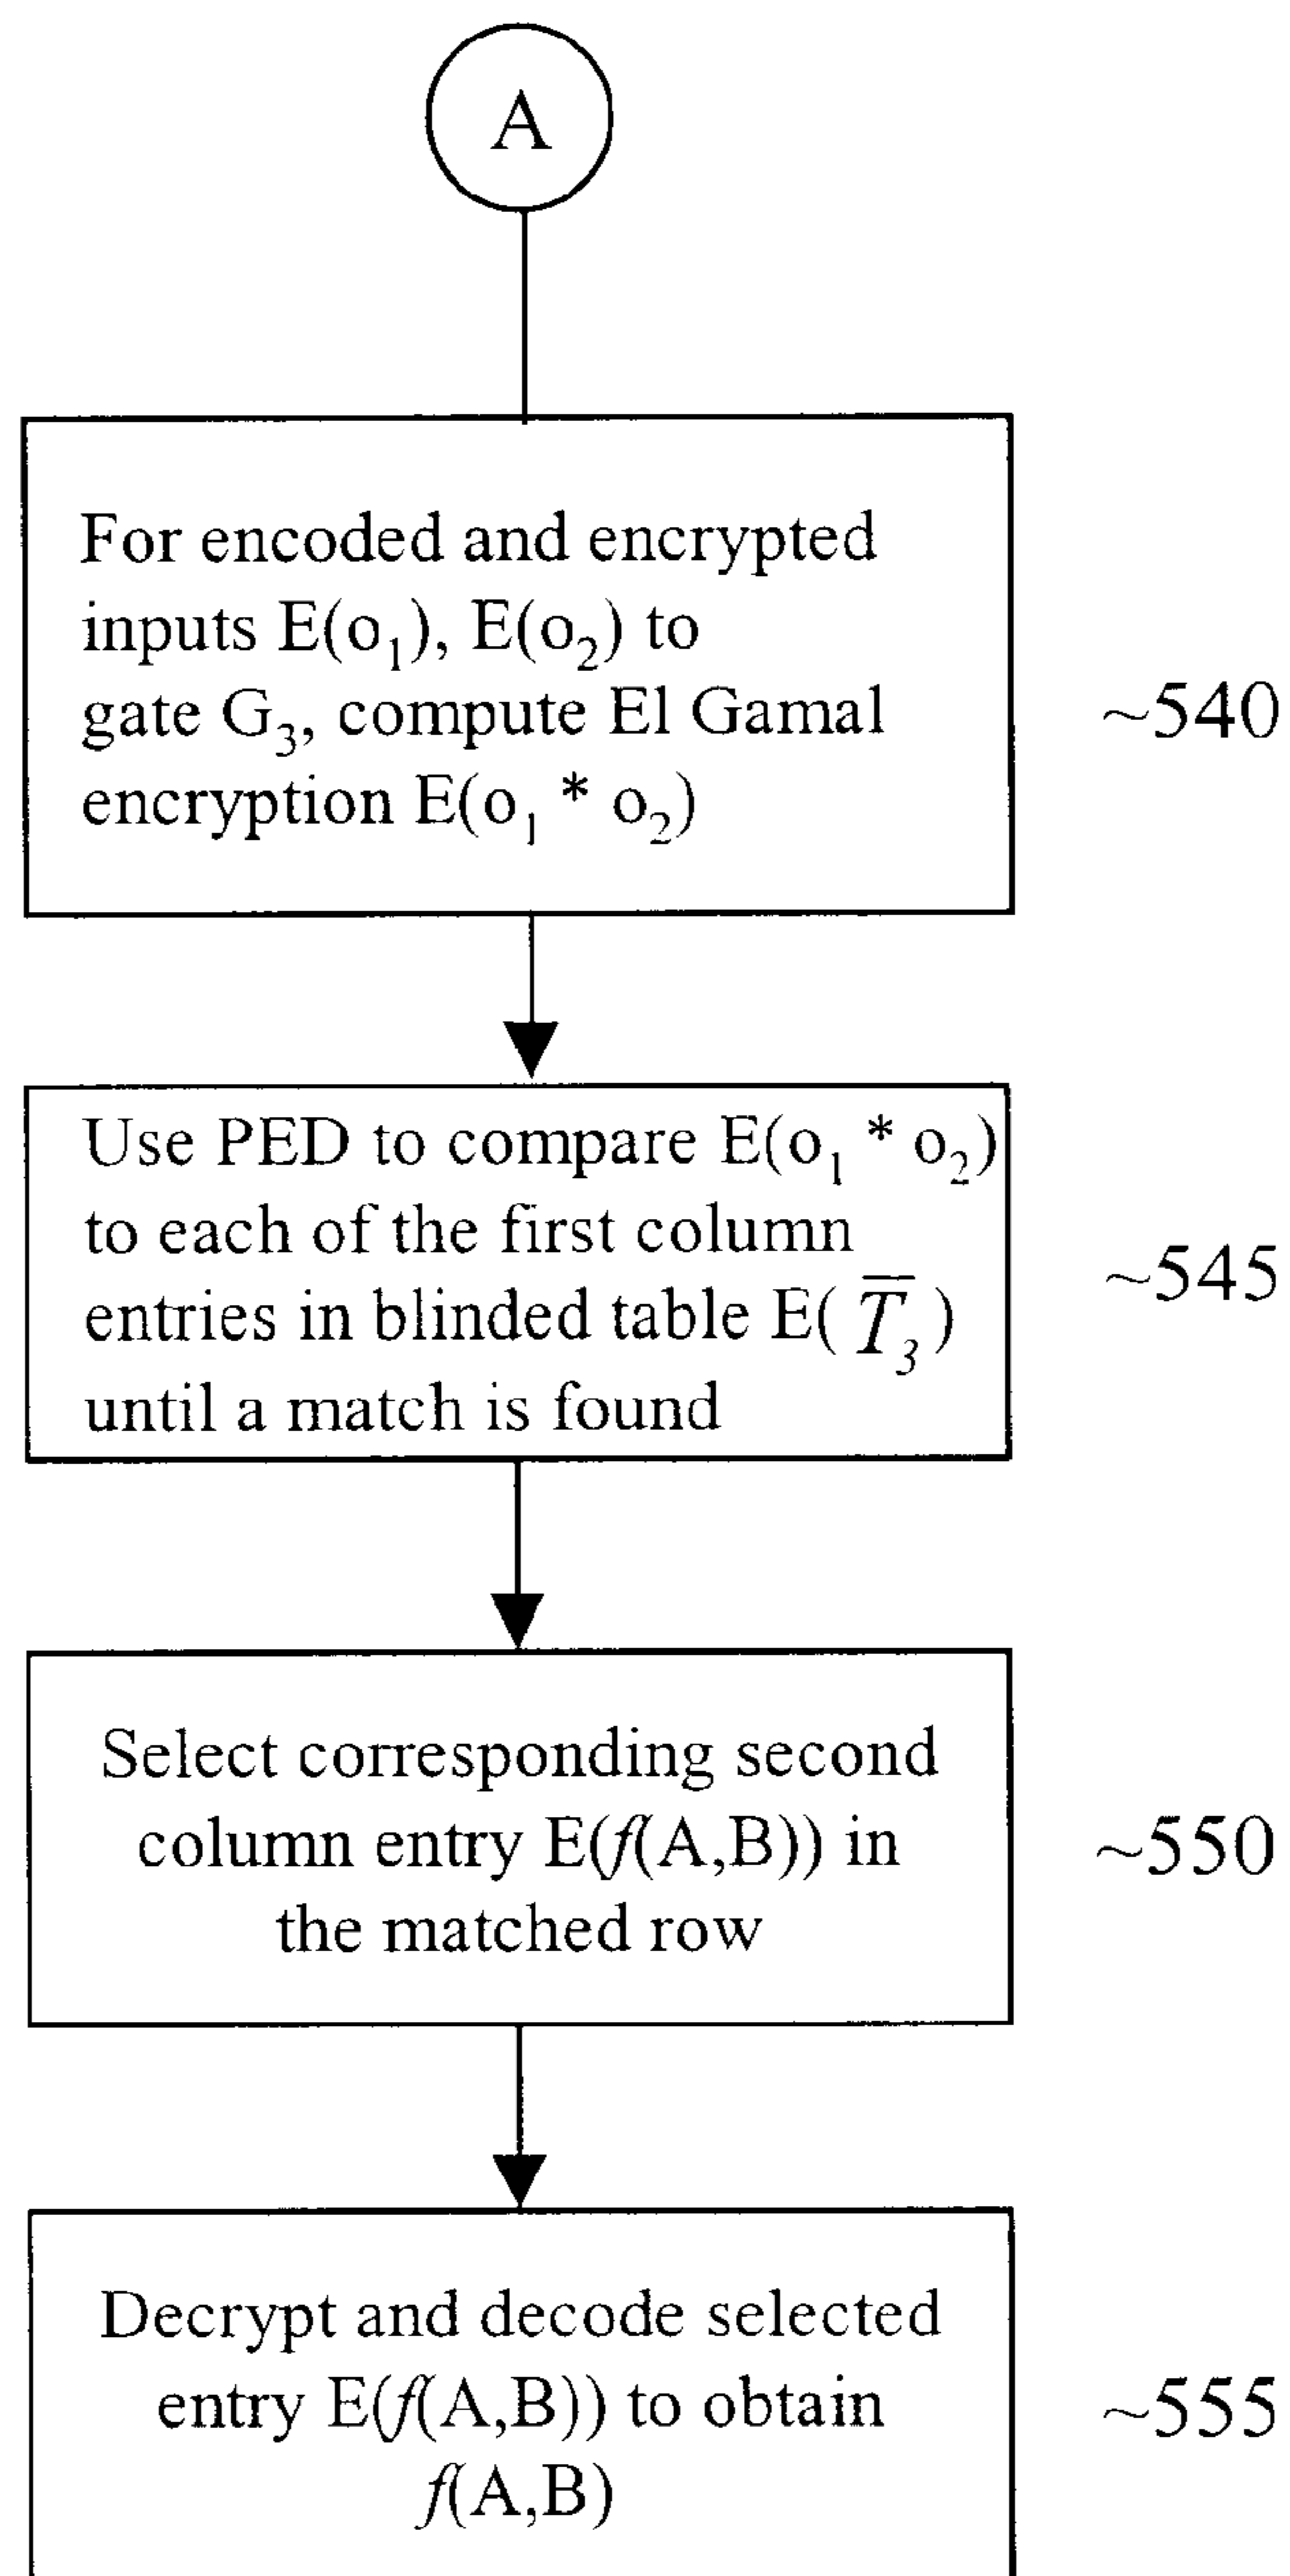 A
For encoded and encrypted
inputs E(o₁), E(o₂) to
gate G₃, compute El Gamal
encryption E(o₁ * o₂)
~540
Use PED to compare E(o₁ * o₂)
to each of the first column
entries in blinded table E( T̅₃ )
until a match is found
~545
Select corresponding second
column entry E(f(A,B)) in
the matched row
~550
Decrypt and decode selected
entry E(f(A,B)) to obtain
f(A,B)
~555